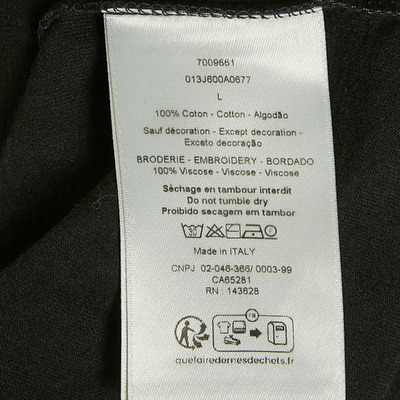 7009661
013J600A0677
L
100% Coton - Cotton - Algodão
Sauf décoration - Except decoration -
Exceto decoração
BRODERIE - EMBROIDERY - BORDADO
100% Viscose - Viscose - Viscose
Séchage en tambour interdit
Do not tumble dry
Proibido secagem em tambor
Made in ITALY
CNPJ 02-046-366/ 0003-99
CA65281
RN : 143628
FR
quefairedemesdechets.fr